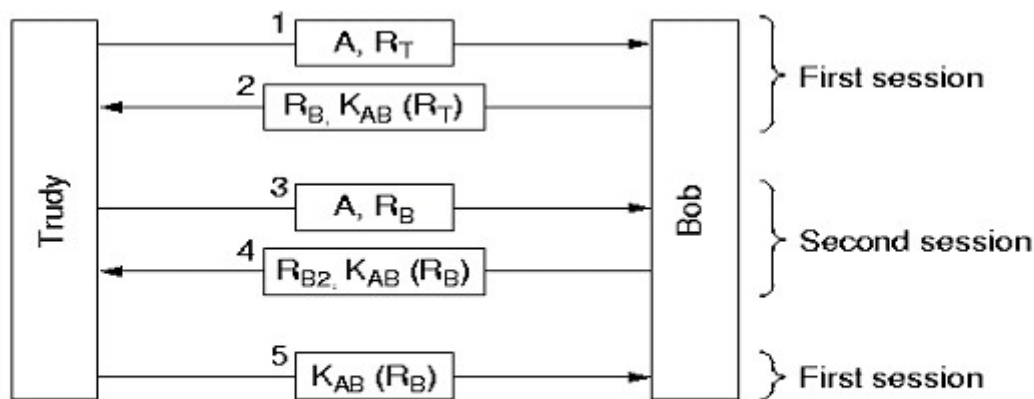 1
A, R_T
First session
2
R_B, K_AB (R_T)
Trudy
Bob
3
A, R_B
Second session
4
R_B2, K_AB (R_B)
5
K_AB (R_B)
First session